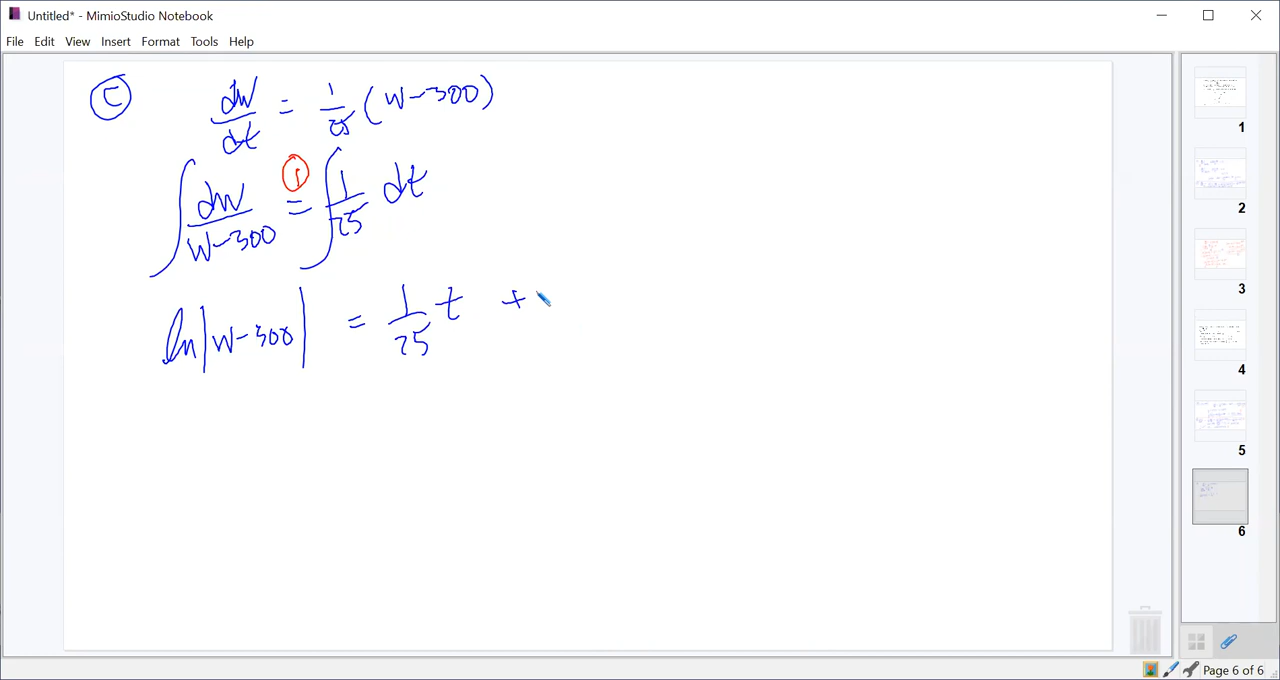 Untitled* - MimioStudio Notebook
File Edit View Insert Format Tools Help
C dW/dt = 1/25 (W-300)
∫ dW/(W-300) = ∫ 1/25 dt
1
ln|W-300| = 1/25 t +
1
2
3
4
5
6
Page 6 of 6